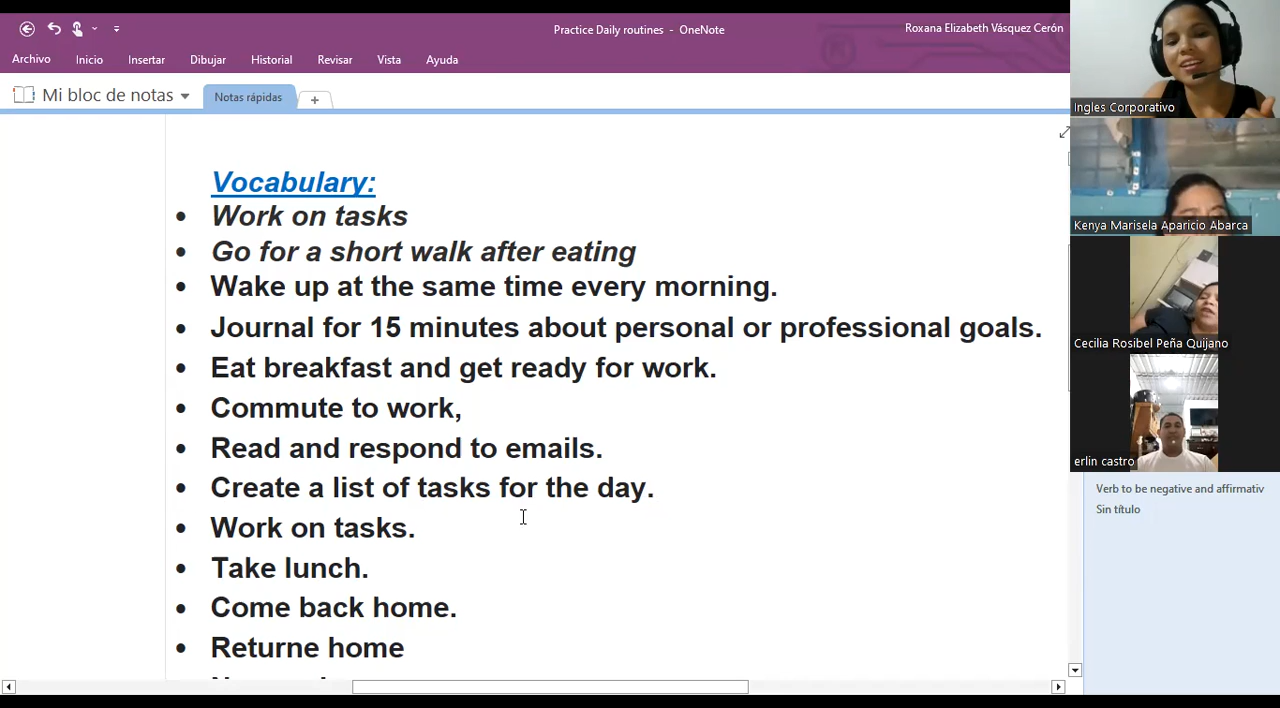 Practice Daily routines - OneNote
Roxana Elizabeth Vásquez Cerón
Archivo
Inicio
Insertar
Dibujar
Historial
Revisar
Vista
Ayuda
Mi bloc de notas
Notas rápidas
+
Vocabulary:
• Work on tasks
• Go for a short walk after eating
• Wake up at the same time every morning.
• Journal for 15 minutes about personal or professional goals.
• Eat breakfast and get ready for work.
• Commute to work,
• Read and respond to emails.
• Create a list of tasks for the day.
• Work on tasks.
• Take lunch.
• Come back home.
• Returne home
Ingles Corporativo
Kenya Marisela Aparicio Abarca
Cecilia Rosibel Peña Quijano
erlin castro
Verb to be negative and affirmativ
Sin título